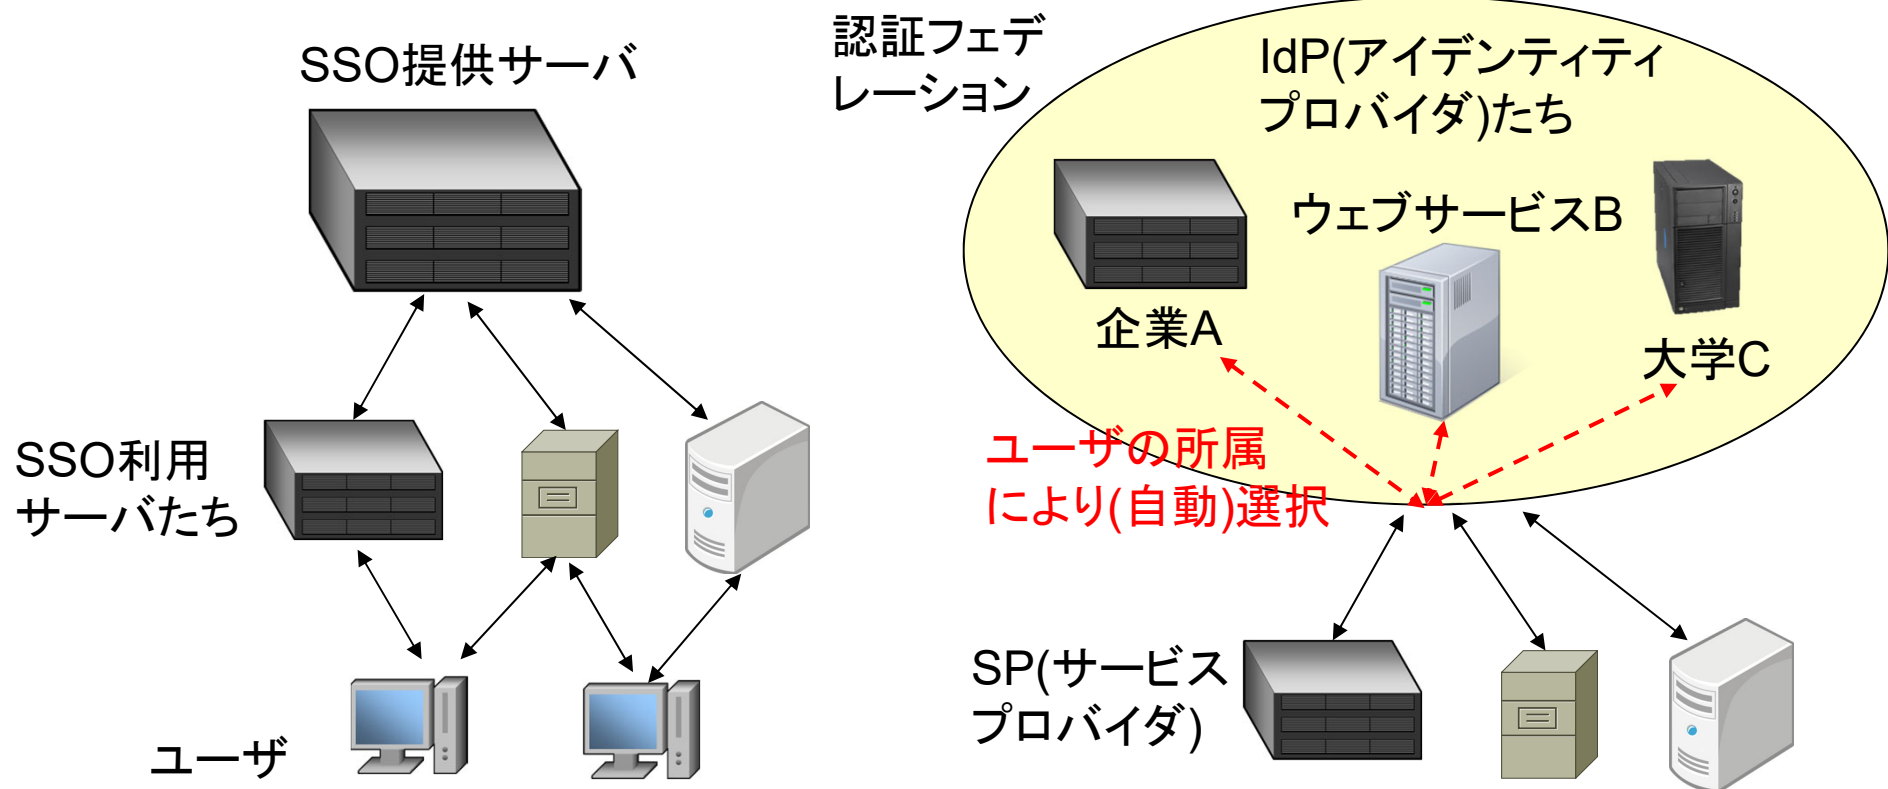 SSO提供サーバ
SSO利用
サーバたち
ユーザ
認証フェデ
レーション
IdP(アイデンティティ
プロバイダ)たち
企業A
ウェブサービスB
大学C
ユーザの所属
により(自動)選択
SP(サービス
プロバイダ)